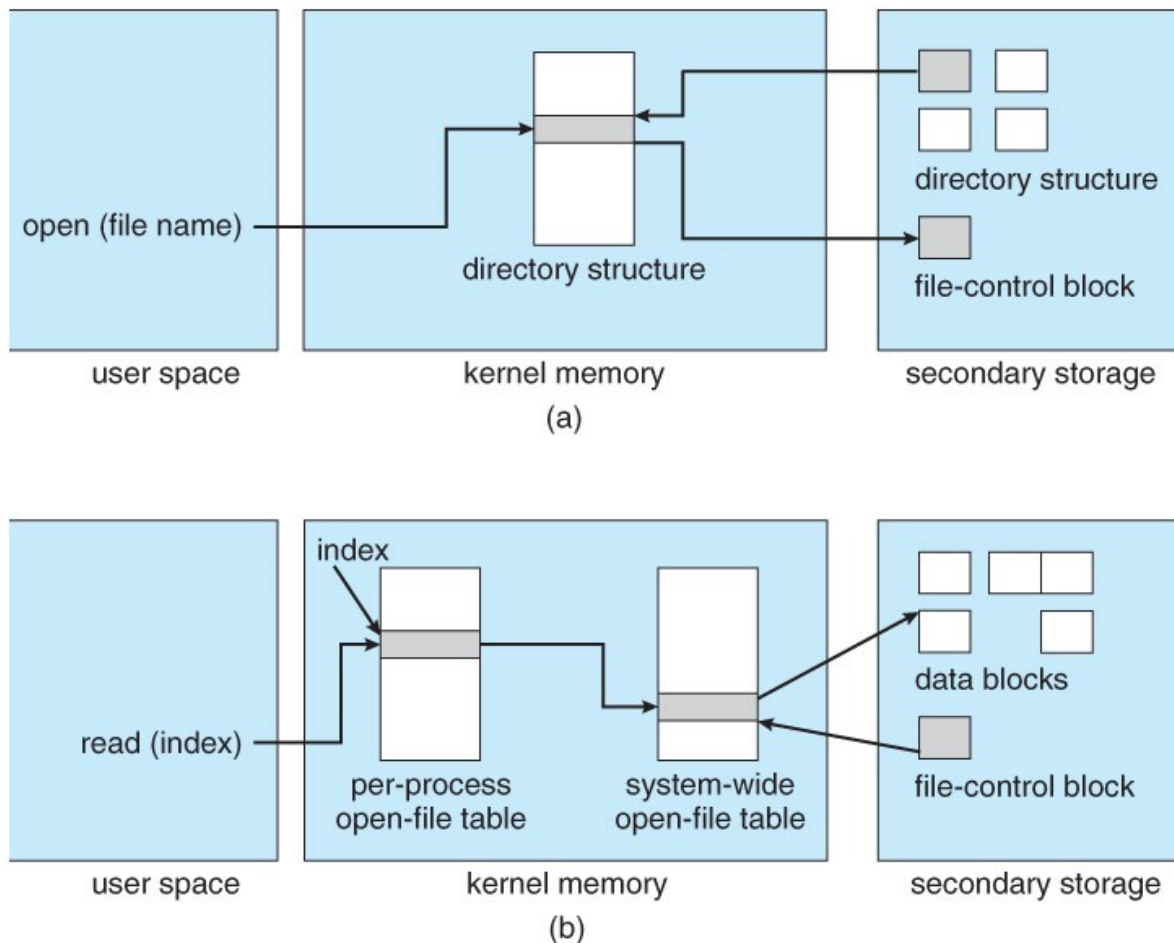 open (file name)
directory structure
directory structure
file-control block
user space
kernel memory
secondary storage
(a)
index
read (index)
per-process
open-file table
system-wide
open-file table
data blocks
file-control block
user space
kernel memory
secondary storage
(b)